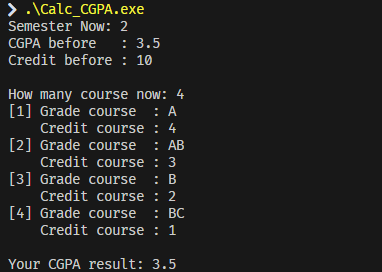 ❯ .\Calc_CGPA.exe
Semester Now: 2
CGPA before   : 3.5
Credit before : 10

How many course now: 4
[1] Grade course  : A
    Credit course : 4
[2] Grade course  : AB
    Credit course : 3
[3] Grade course  : B
    Credit course : 2
[4] Grade course  : BC
    Credit course : 1

Your CGPA result: 3.5